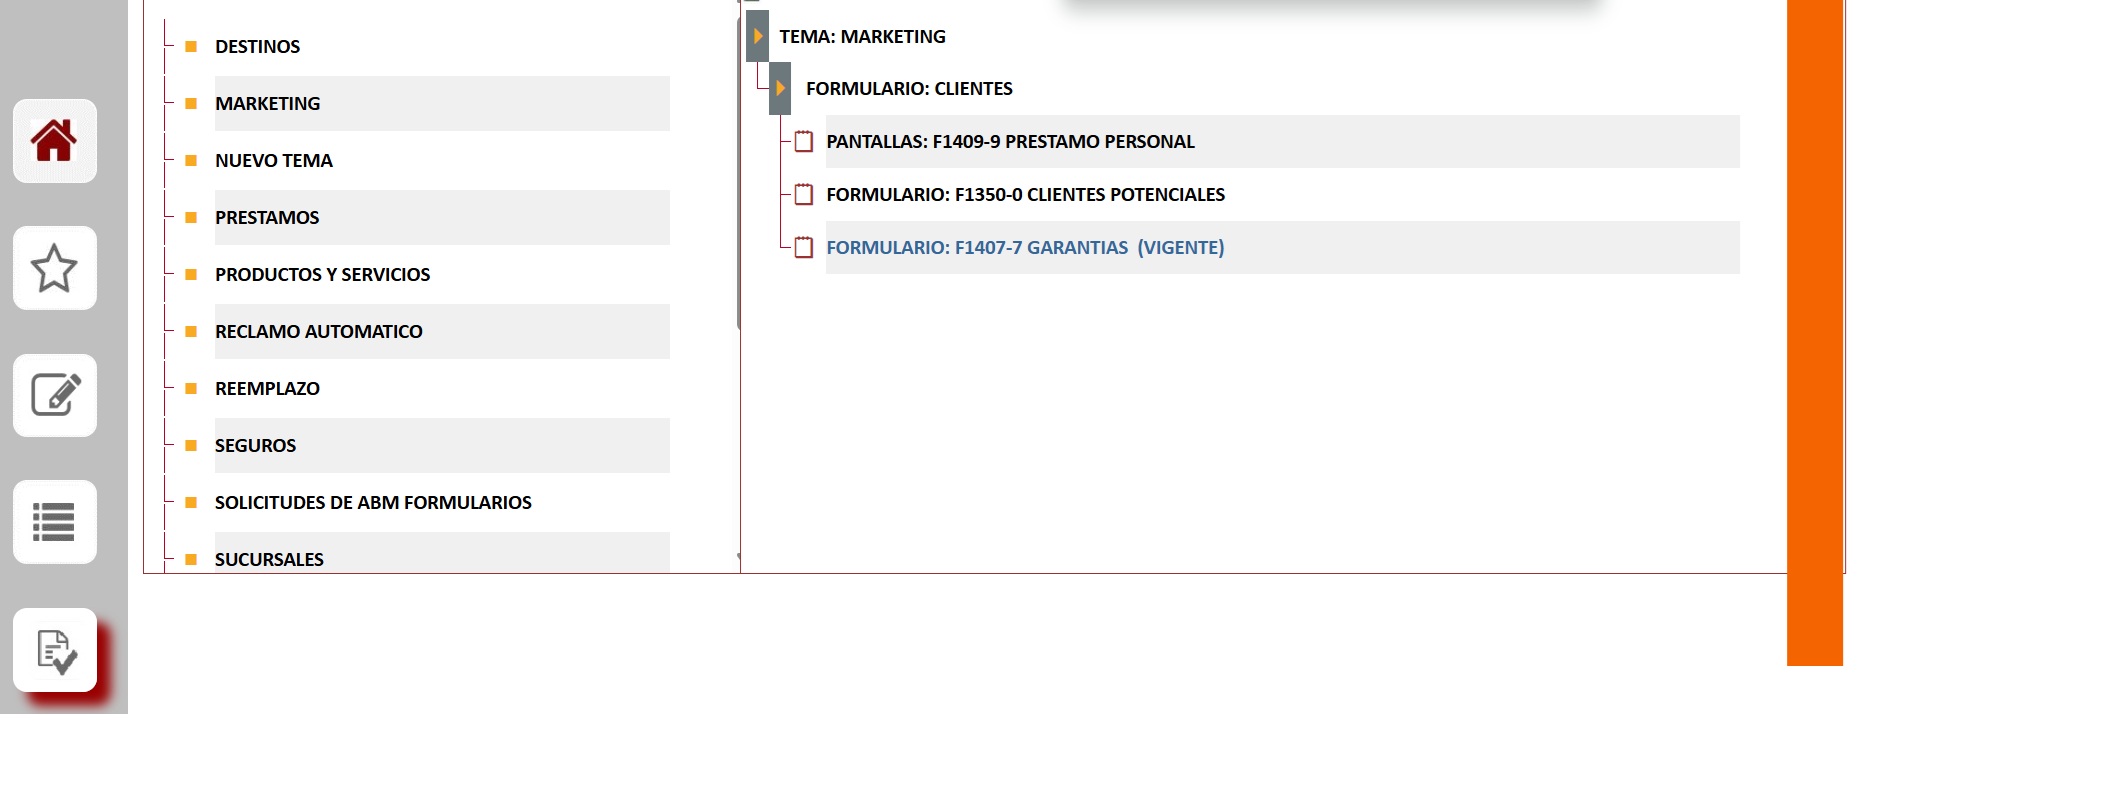 DESTINOS
MARKETING
NUEVO TEMA
PRESTAMOS
PRODUCTOS Y SERVICIOS
RECLAMO AUTOMATICO
REEMPLAZO
SEGUROS
SOLICITUDES DE ABM FORMULARIOS
SUCURSALES
TEMA: MARKETING
FORMULARIO: CLIENTES
PANTALLAS: F1409-9 PRESTAMO PERSONAL
FORMULARIO: F1350-0 CLIENTES POTENCIALES
FORMULARIO: F1407-7 GARANTIAS (VIGENTE)